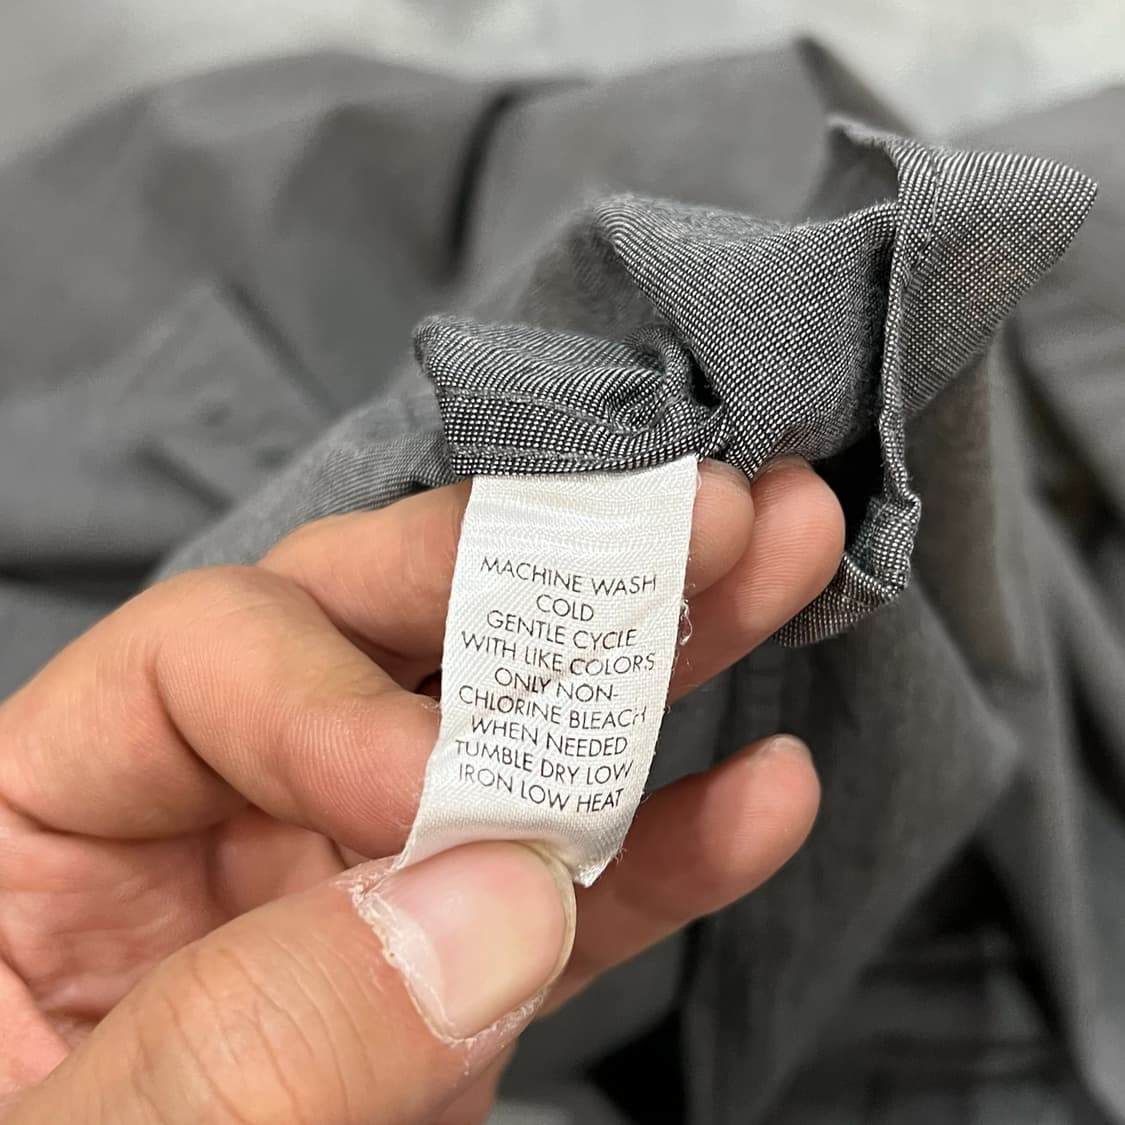 MACHINE WASH
COLD
GENTLE CYCLE
WITH LIKE COLORS
ONLY NON-
CHLORINE BLEACH
WHEN NEEDED
TUMBLE DRY LOW
IRON LOW HEAT